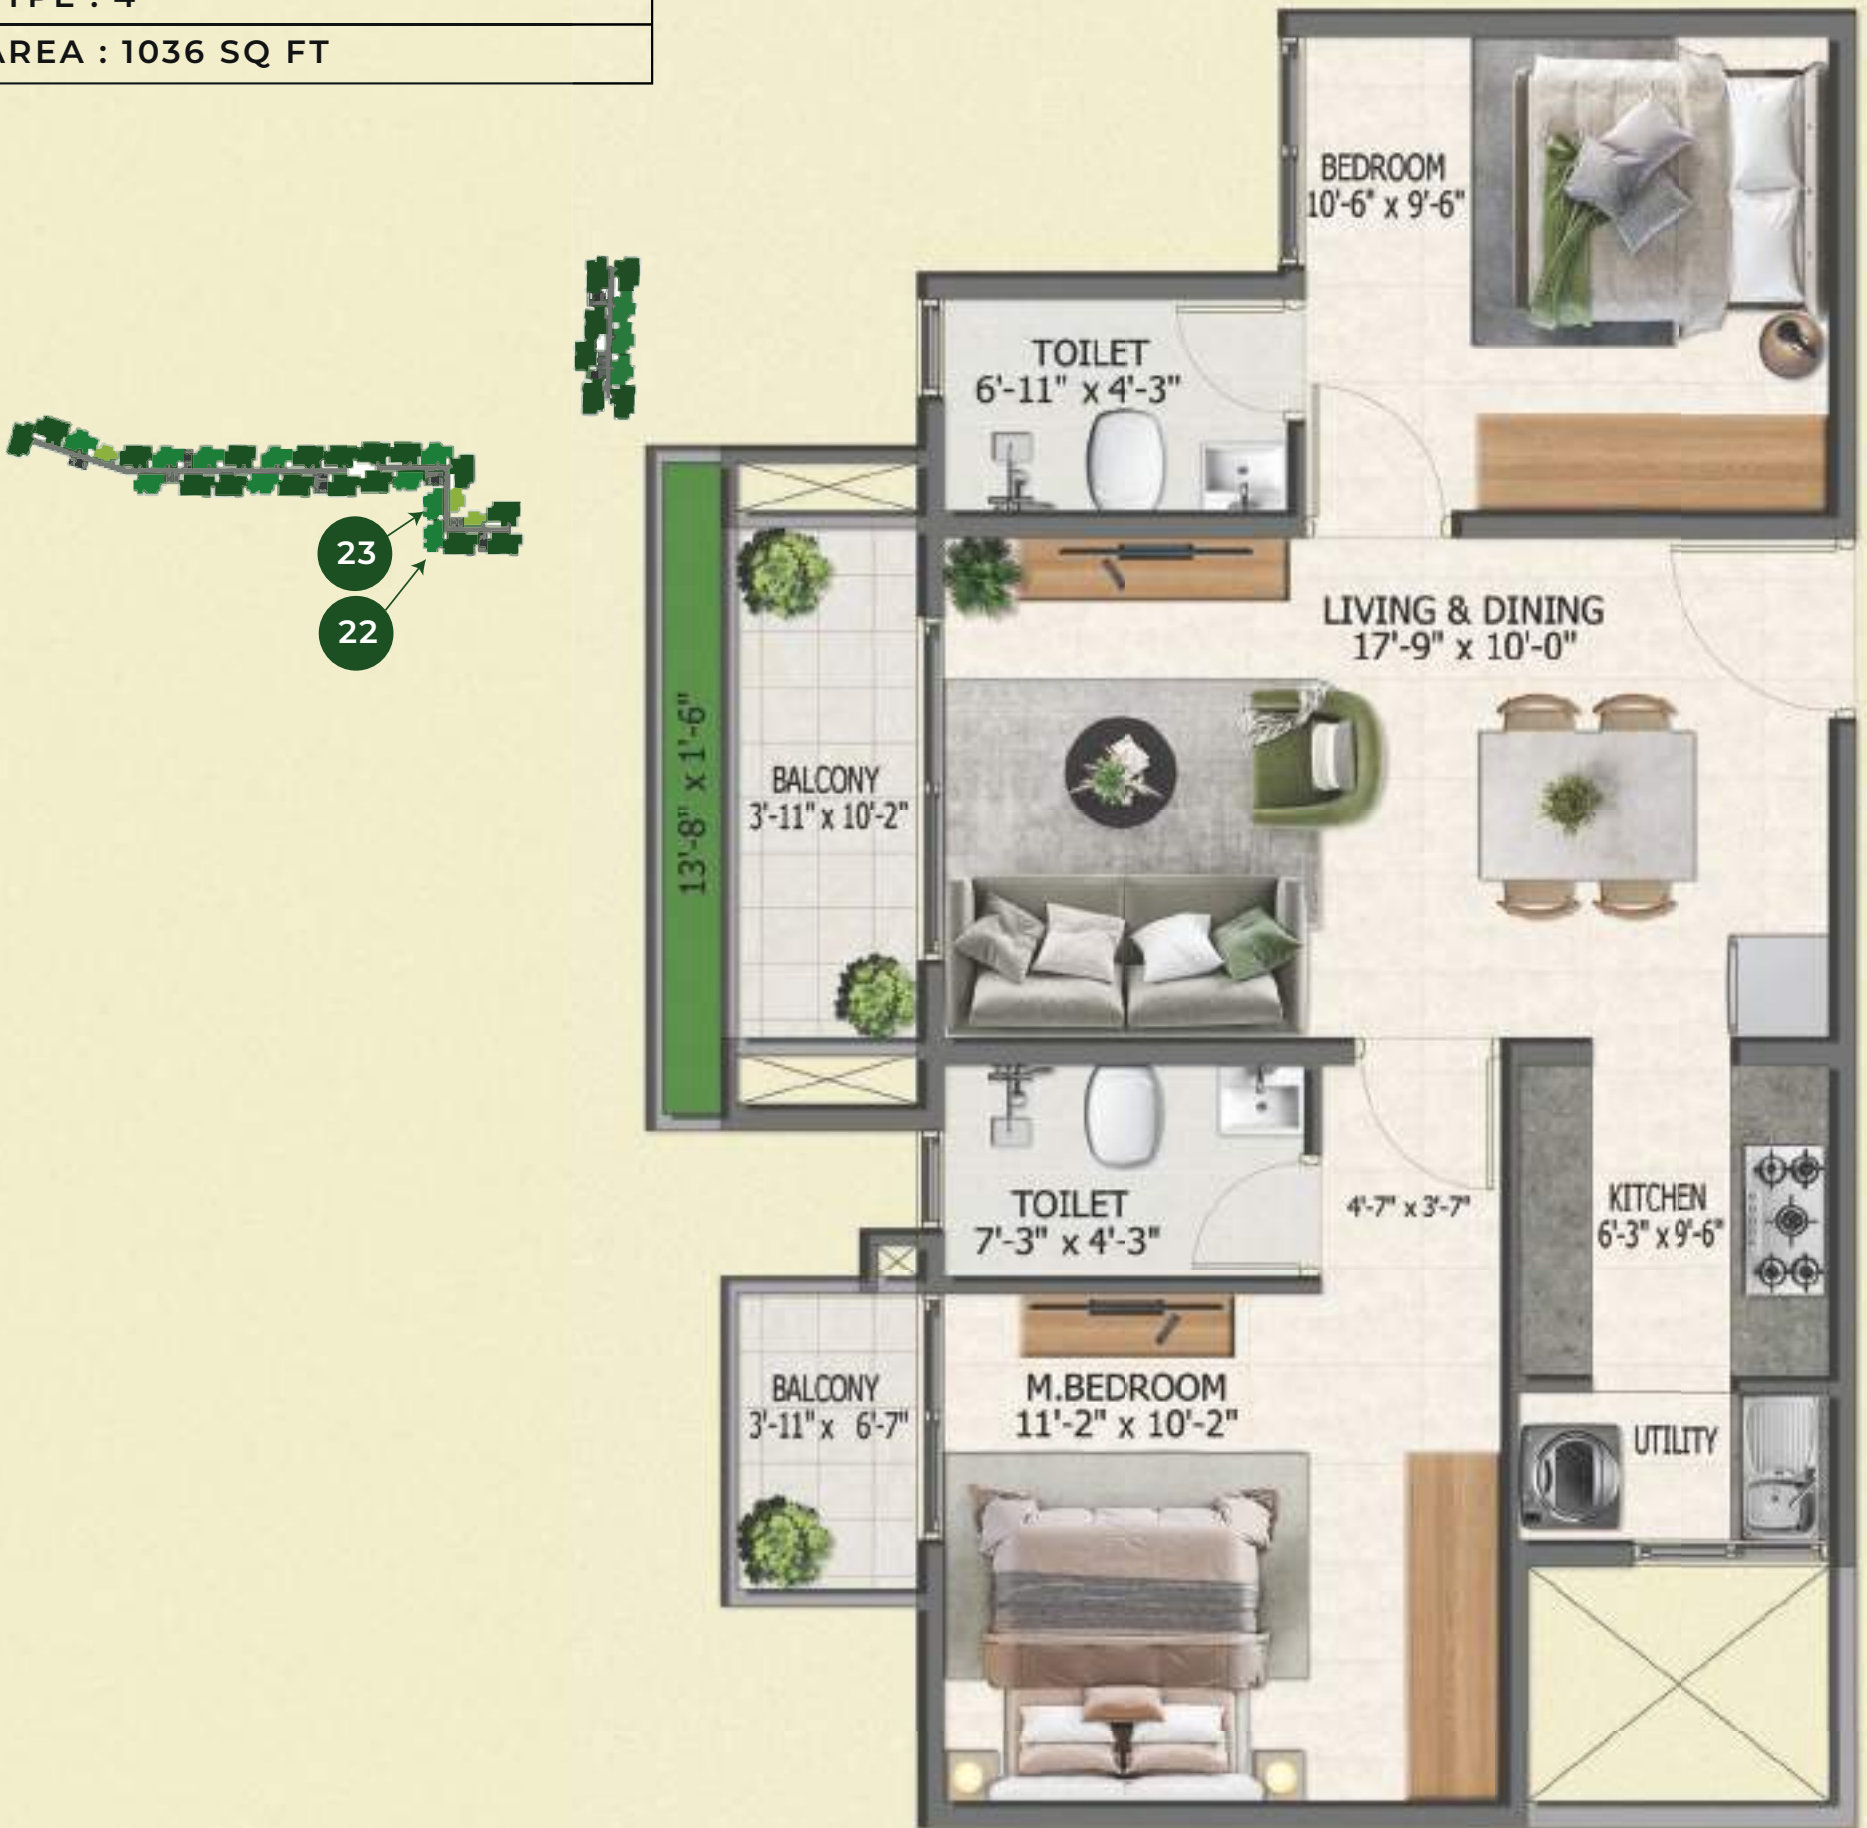 TYPE : 4
AREA : 1036 SQ FT
BEDROOM
10'-6" x 9'-6"
TOILET
6'-11" x 4'-3"
23
22
LIVING & DINING
17'-9" x 10'-0"
13'-8" x 1'-6"
BALCONY
3'-11" x 10'-2"
TOILET
7'-3" x 4'-3"
4'-7" x 3'-7"
KITCHEN
6'-3" x 9'-6"
BALCONY
3'-11" x 6'-7"
M.BEDROOM
11'-2" x 10'-2"
UTILITY